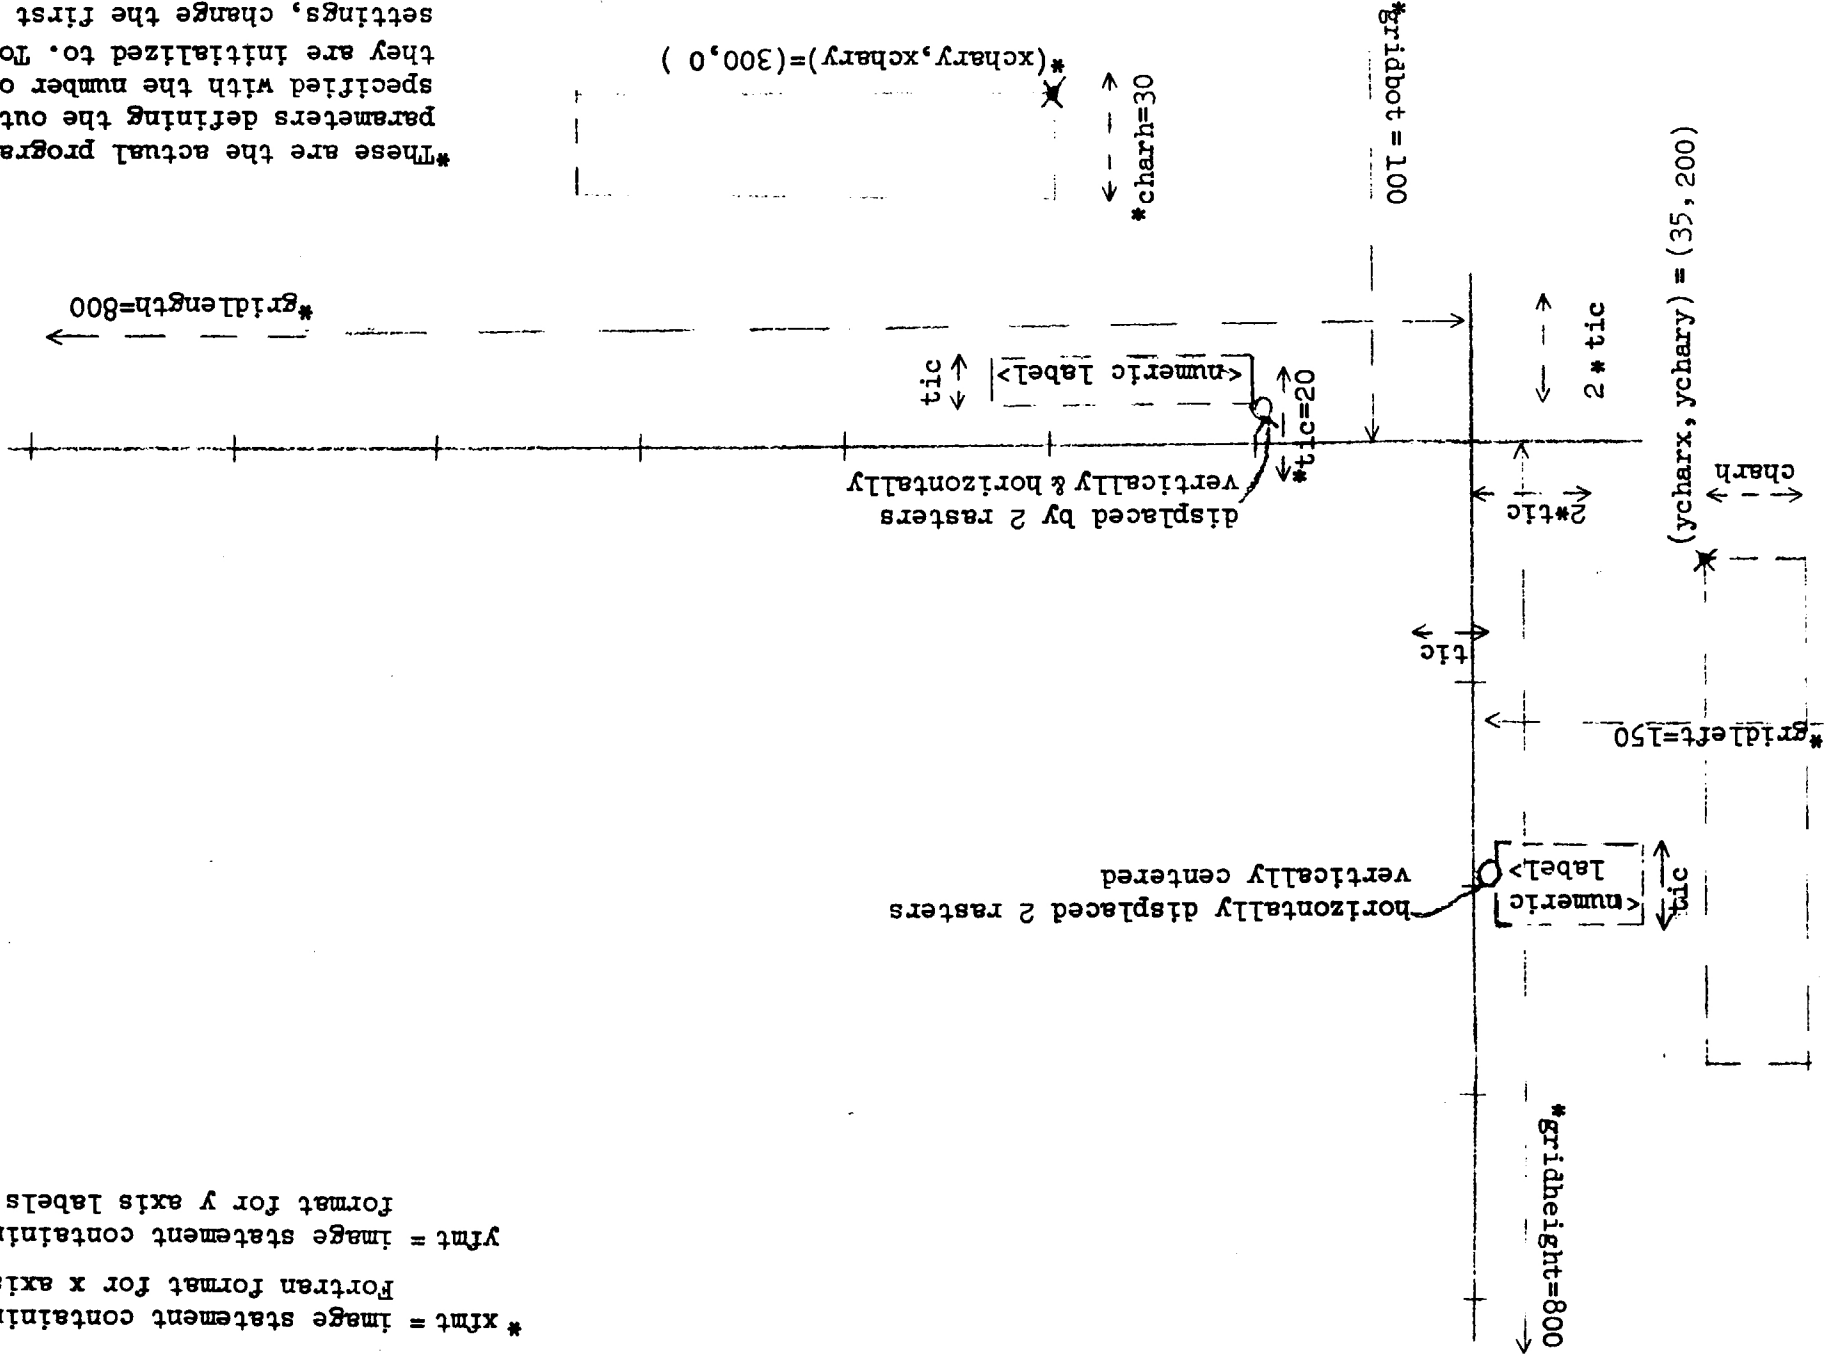 * xfmt = image statement containin
Fortran format for x axis
yfmt = image statement containin
format for y axis labels
*gridheight=800
horizontally displaced 2 rasters
vertically centered
<numeric
label>
tic
*gridleft=150
tic
displaced by 2 rasters
vertically & horizontally
2*tic
charh
(ycharx, ychary) = (35, 200)
*tic=20
<numeric label>
tic
2 * tic
*gridlength=800
*gridbot = 100
*charh=30
*(xchary,xchary)=(300,0 )
*These are the actual progra
parameters defining the out
specified with the number o
they are initialized to. To
settings, change the first